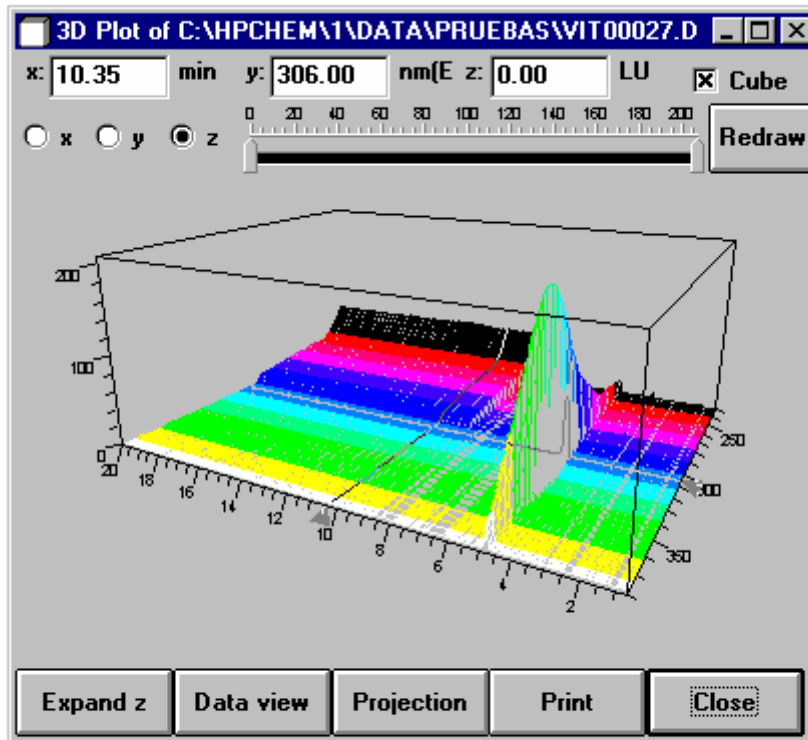 3D Plot of C:\HPCHEM\1\DATA\PRUEBAS\VIT00027.D
x: 10.35 min y: 306.00 nm(E z: 0.00 LU Cube
0 20 40 60 80 100 120 140 160 180 200
x y z Redraw
200
100
0
20 18 16 14 12 10 8 6 4 2
250
300
350
Expand z Data view Projection Print Close